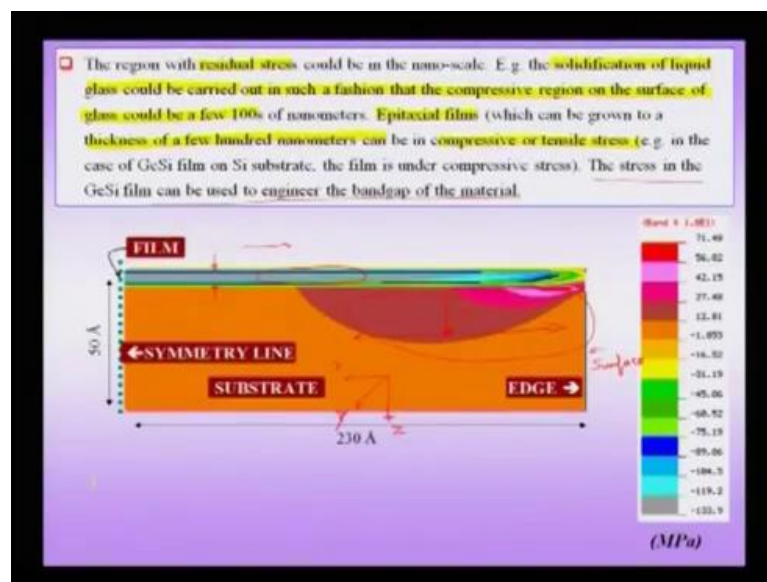 The region with residual stress could be in the nano-scale. E.g. the solidification of liquid
glass could be carried out in such a fashion that the compressive region on the surface of
glass could be a few 100s of nanometers. Epitaxial films (which can be grown to a
thickness of a few hundred nanometers can be in compressive or tensile stress (e.g. in the
case of GeSi film on Si substrate, the film is under compressive stress). The stress in the
GeSi film can be used to engineer the bandgap of the material.
FILM
50 Å
←SYMMETRY LINE
SUBSTRATE
EDGE →
Surface
Y
Z
230 Å
71.48
56.82
42.15
27.48
12.81
-1.853
-16.52
-31.19
-45.86
-60.52
-75.19
-89.86
-104.5
-119.2
-133.9
(MPa)